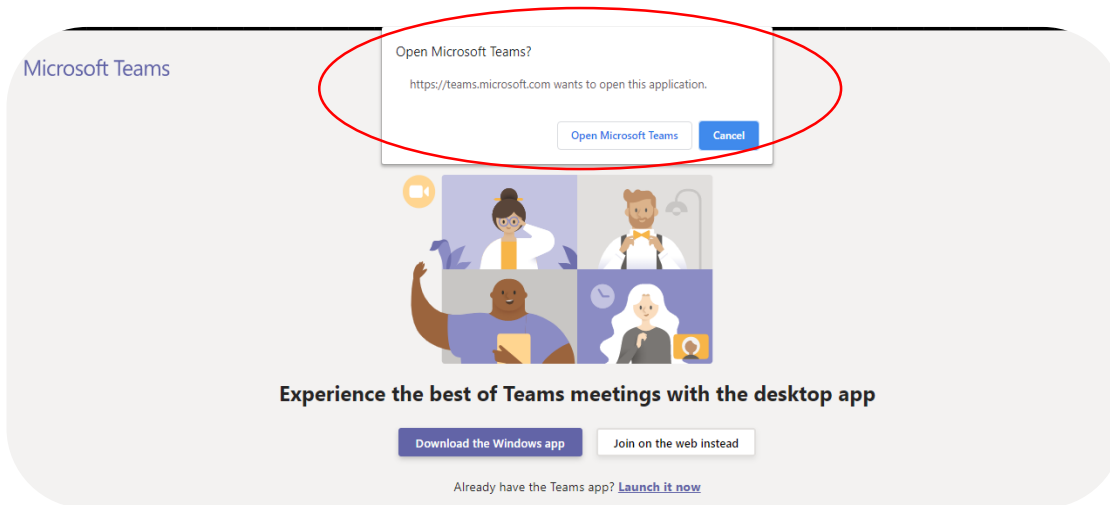 Open Microsoft Teams?
Microsoft Teams
https://teams.microsoft.com wants to open this application.
Open Microsoft Teams Cancel
Experience the best of Teams meetings with the desktop app
Download the Windows app Join on the web instead
Already have the Teams app? Launch it now